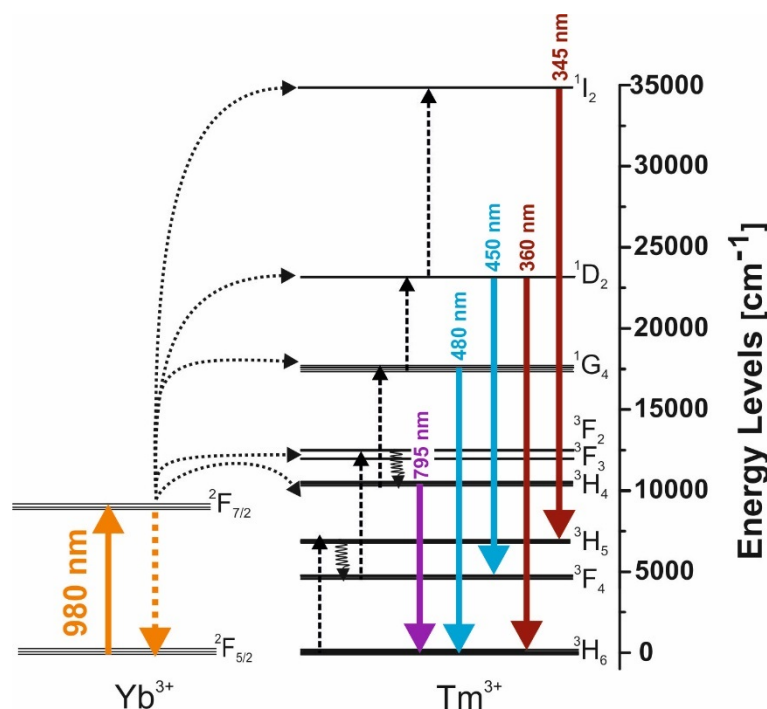 345 nm
¹I₂
35000
30000
450 nm
360 nm
25000
¹D₂
480 nm
20000
¹G₄
15000
795 nm
³F₂
³F₃
³H₄
10000
²F₇/₂
980 nm
³H₅
³F₄
5000
²F₅/₂
³H₆
0
Energy Levels [cm⁻¹]
Yb³⁺
Tm³⁺